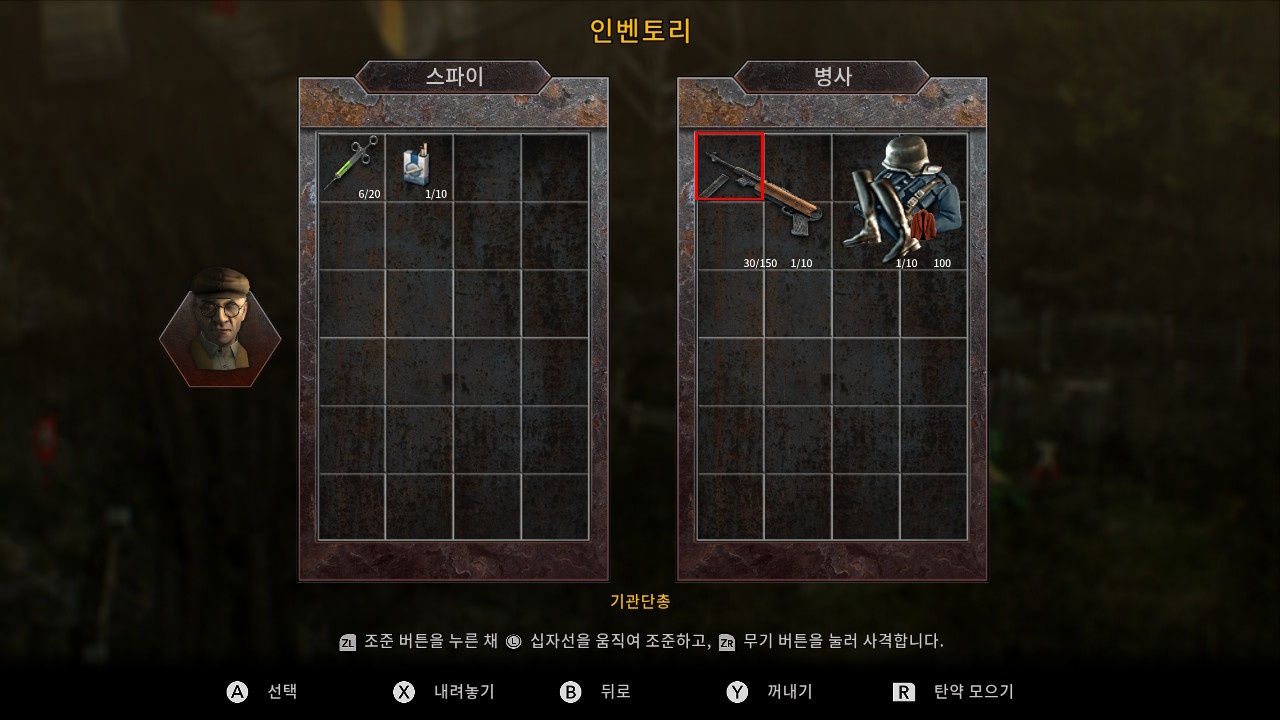 인벤토리
스파이
병사
6/20
1/10
30/150 1/10
1/10 100
기관단총
ZL 조준 버튼을 누른 채 L 십자선을 움직여 조준하고, ZR 무기 버튼을 눌러 사격합니다.
A 선택 X 내려놓기 B 뒤로 Y 꺼내기 R 탄약 모으기